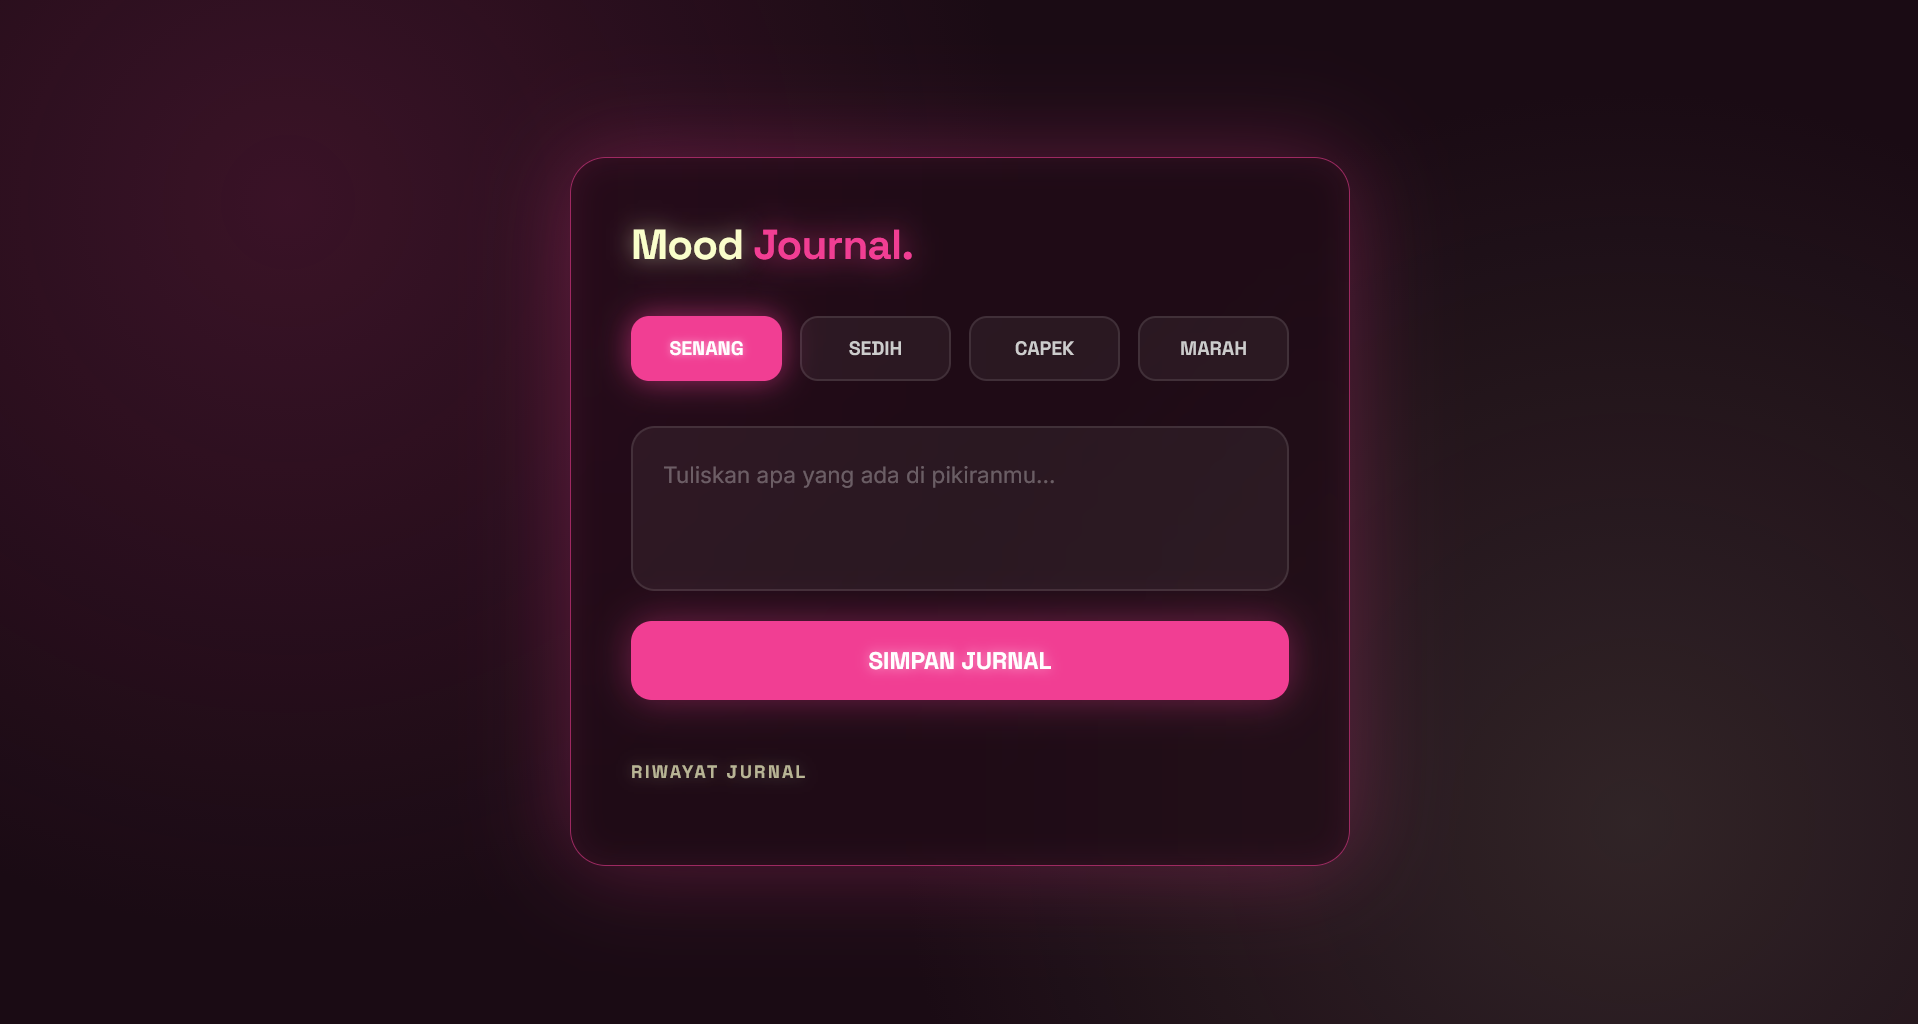 Mood Journal.
SENANG SEDIH CAPEK MARAH
Tuliskan apa yang ada di pikiranmu...
SIMPAN JURNAL
RIWAYAT JURNAL